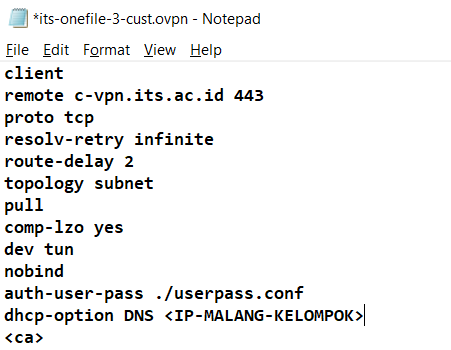 *its-onefile-3-cust.ovpn - Notepad
File Edit Format View Help
client
remote c-vpn.its.ac.id 443
proto tcp
resolv-retry infinite
route-delay 2
topology subnet
pull
comp-lzo yes
dev tun
nobind
auth-user-pass ./userpass.conf
dhcp-option DNS <IP-MALANG-KELOMPOK>
<ca>